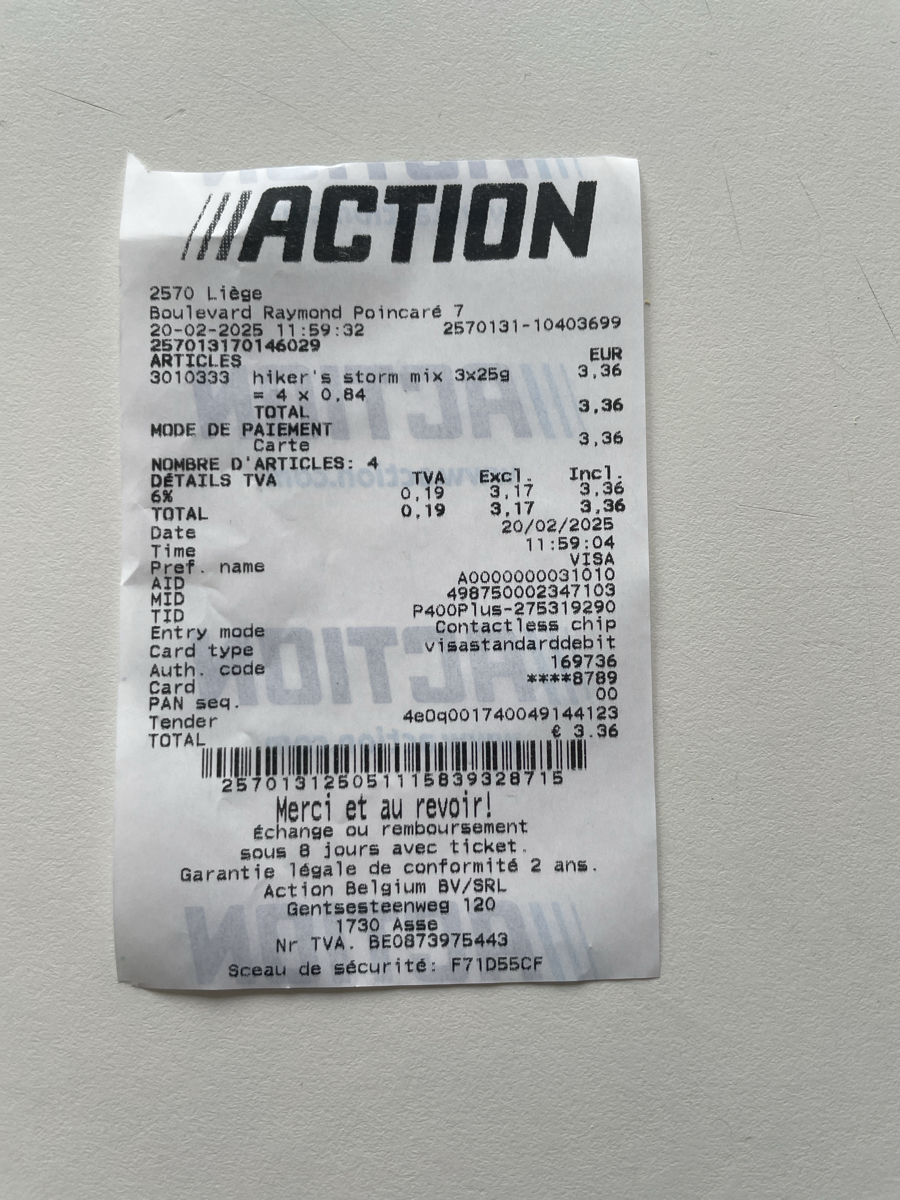 ACTION
2570 Liège
Boulevard Raymond Poincaré 7
20-02-2025 11:59:32 2570131-10403699
257013170146029
ARTICLES EUR
3010333 hiker's storm mix 3x25g 3,36
= 4 x 0,84
TOTAL 3,36
MODE DE PAIEMENT
Carte 3,36
NOMBRE D'ARTICLES: 4
DÉTAILS TVA TVA Excl. Incl.
6% 0,19 3,17 3,36
TOTAL 0,19 3,17 3,36
Date 20/02/2025
Time 11:59:04
Pref. name VISA
AID A0000000031010
MID 498750002347103
TID P400Plus-275319290
Entry mode Contactless chip
Card type visastandarddebit
Auth. code 169736
Card ****8789
PAN seq. 00
Tender 4e0q001740049144123
TOTAL € 3.36
2570131250511115839328715
Merci et au revoir!
Échange ou remboursement
sous 8 jours avec ticket.
Garantie légale de conformité 2 ans.
Action Belgium BV/SRL
Gentsesteenweg 120
1730 Asse
Nr TVA. BE0873975443
Sceau de sécurité: F71D55CF